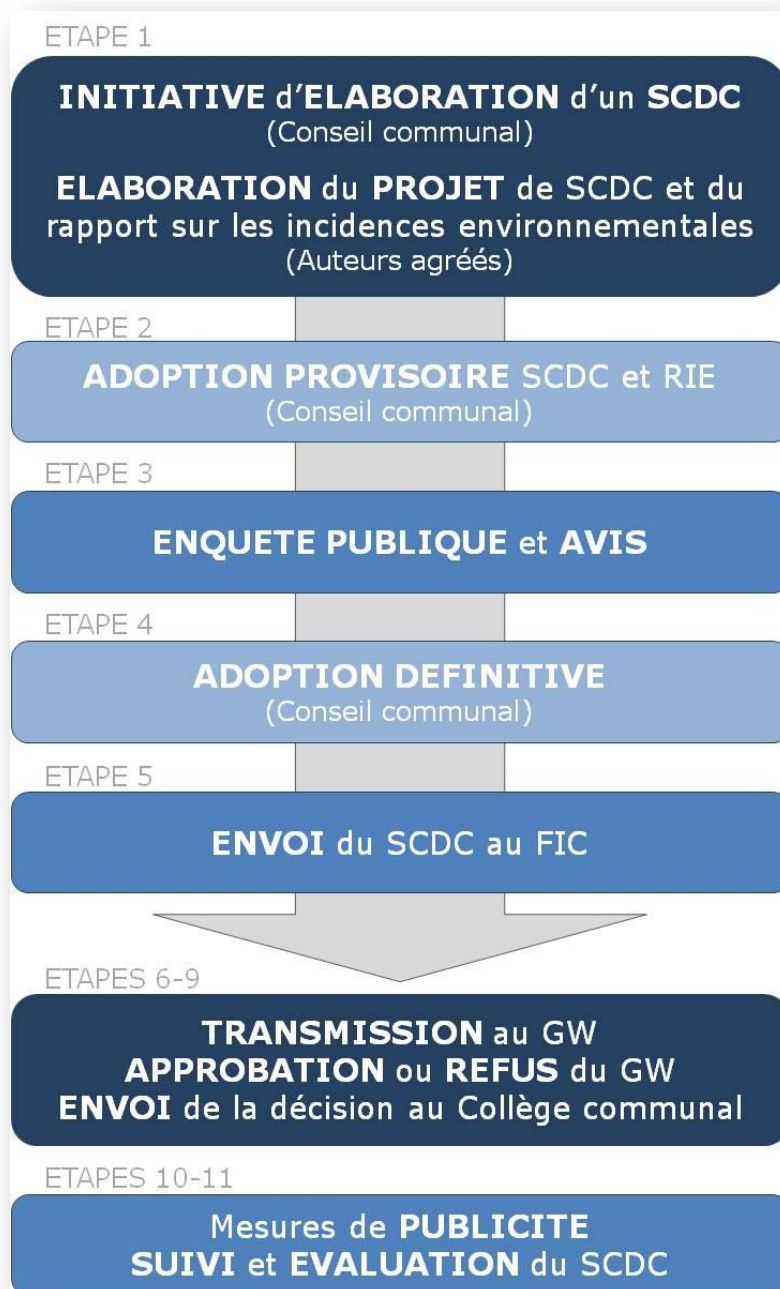 ETAPE 1
INITIATIVE d'ELABORATION d'un SCDC
(Conseil communal)
ELABORATION du PROJET de SCDC et du
rapport sur les incidences environnementales
(Auteurs agréés)
ETAPE 2
ADOPTION PROVISOIRE SCDC et RIE
(Conseil communal)
ETAPE 3
ENQUETE PUBLIQUE et AVIS
ETAPE 4
ADOPTION DEFINITIVE
(Conseil communal)
ETAPE 5
ENVOI du SCDC au FIC
ETAPES 6-9
TRANSMISSION au GW
APPROBATION ou REFUS du GW
ENVOI de la décision au Collège communal
ETAPES 10-11
Mesures de PUBLICITE
SUIVI et EVALUATION du SCDC